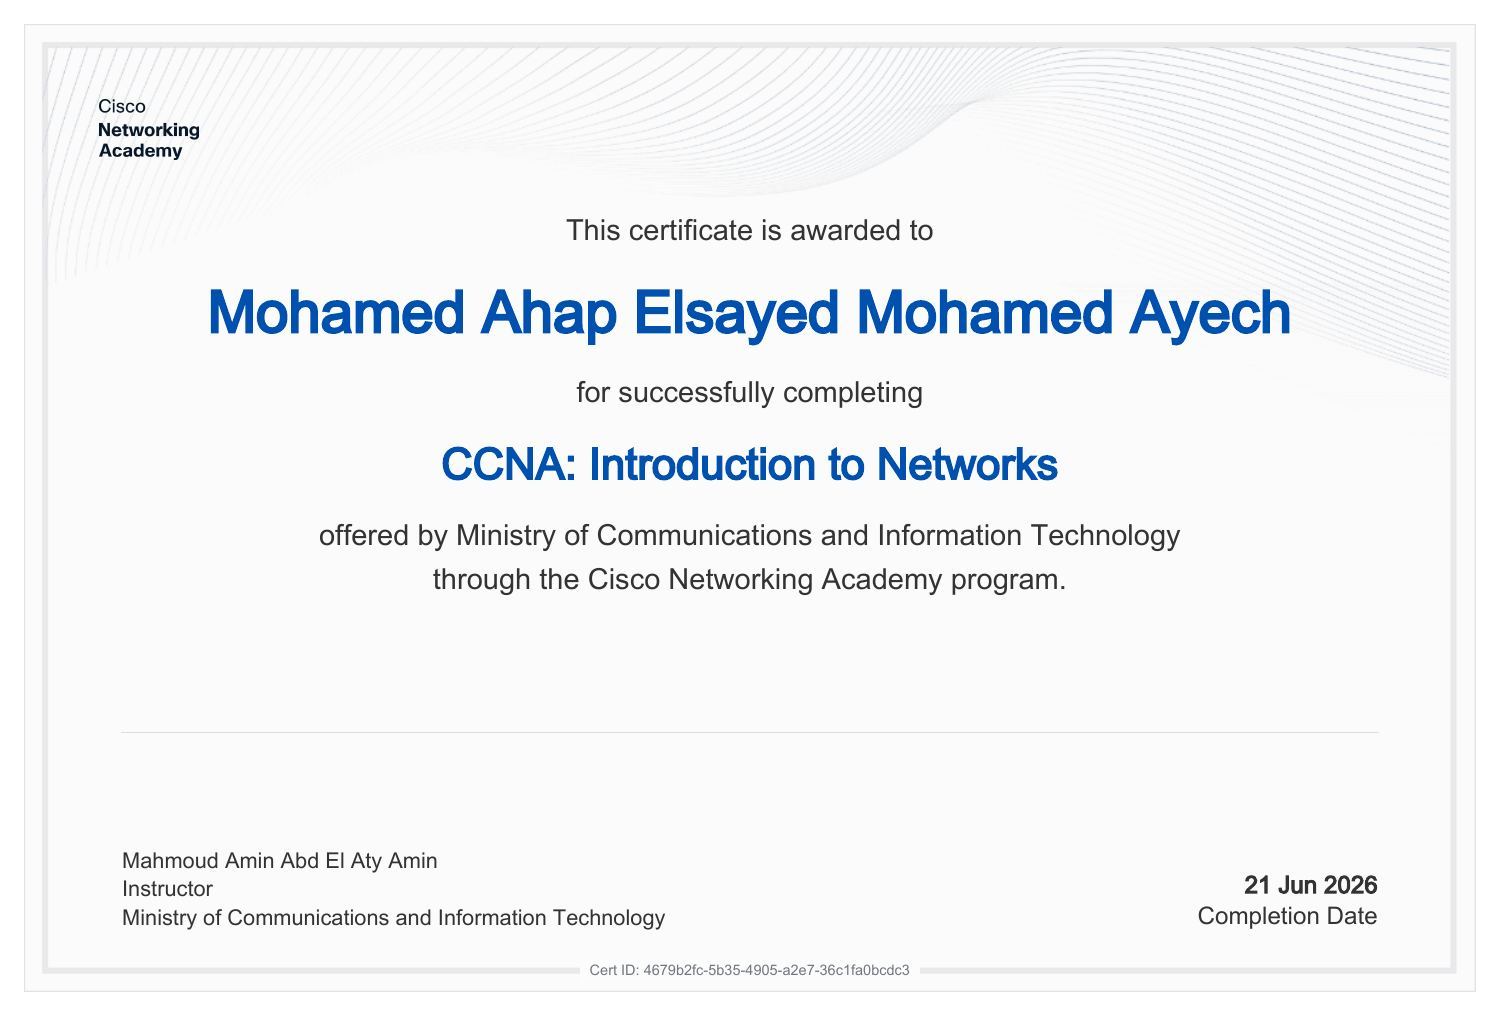 Cisco
Networking
Academy
This certificate is awarded to
Mohamed Ahap Elsayed Mohamed Ayech
for successfully completing
CCNA: Introduction to Networks
offered by Ministry of Communications and Information Technology
through the Cisco Networking Academy program.
Mahmoud Amin Abd El Aty Amin
Instructor
Ministry of Communications and Information Technology
21 Jun 2026
Completion Date
Cert ID: 4679b2fc-5b35-4905-a2e7-36c1fa0bcdc3